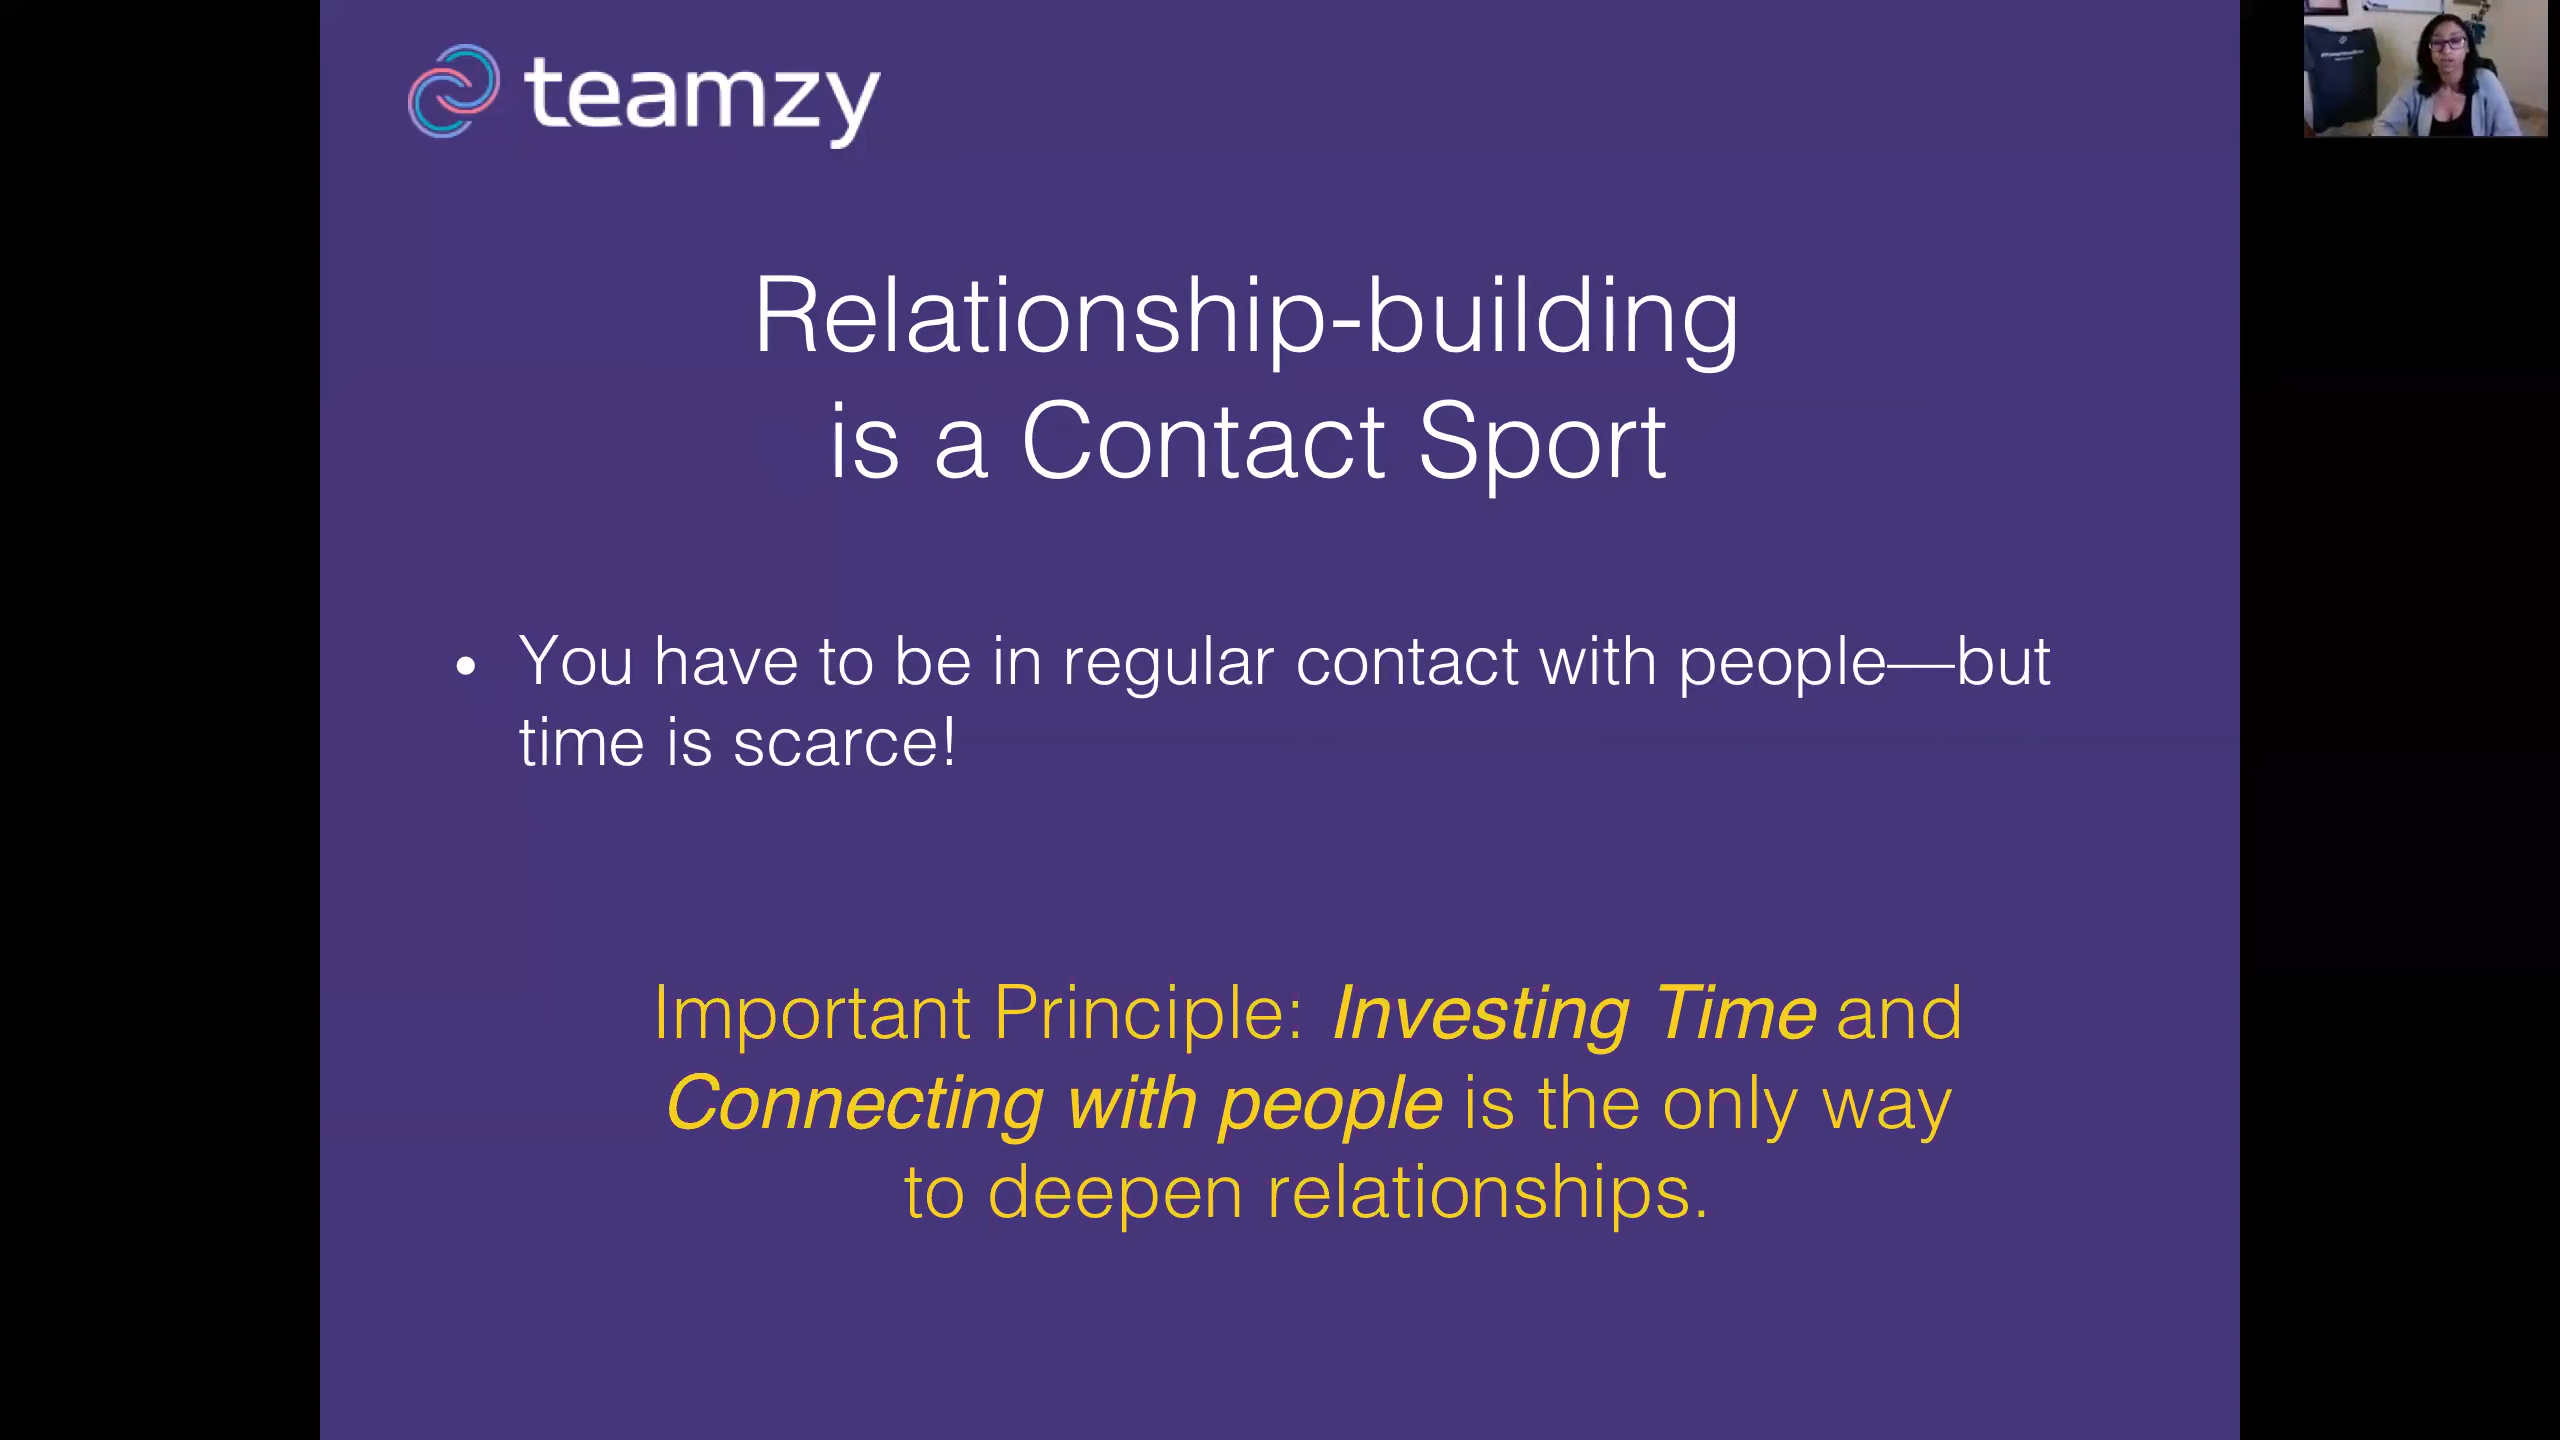 teamzy
Relationship-building
is a Contact Sport
• You have to be in regular contact with people—but
time is scarce!
Important Principle: Investing Time and
Connecting with people is the only way
to deepen relationships.